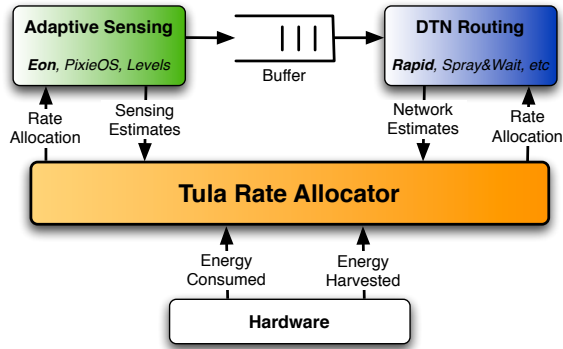 Adaptive Sensing
Eon, PixieOS, Levels
Buffer
DTN Routing
Rapid, Spray&Wait, etc
Rate
Allocation
Sensing
Estimates
Network
Estimates
Rate
Allocation
Tula Rate Allocator
Energy
Consumed
Energy
Harvested
Hardware